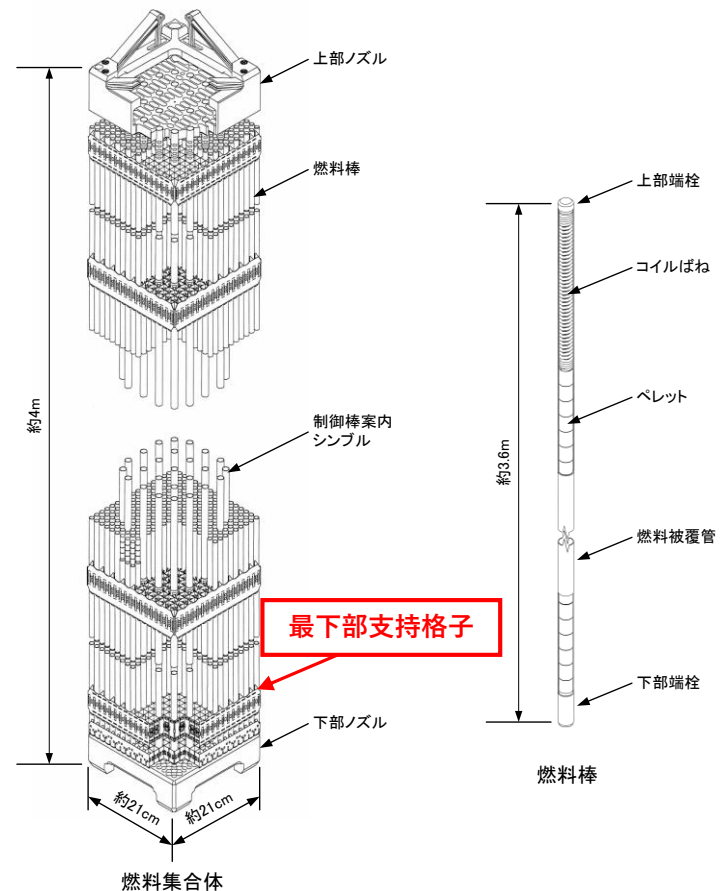 上部ノズル
燃料棒
約4m
制御棒案内
シンブル
最下部支持格子
下部ノズル
約21cm
約21cm
燃料集合体
上部端栓
コイルばね
ペレット
約3.6m
燃料被覆管
下部端栓
燃料棒